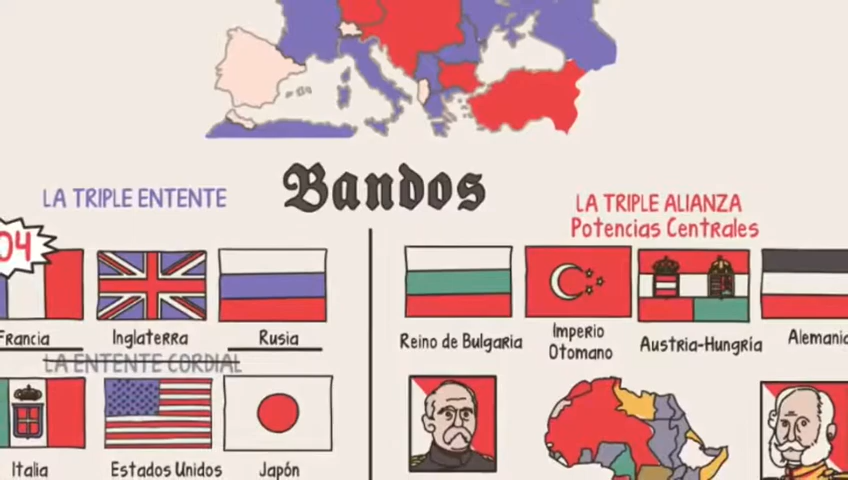 Bandos
LA TRIPLE ENTENTE
LA TRIPLE ALIANZA
Potencias Centrales
04
Francia
Inglaterra
Rusia
LA ENTENTE CORDIAL
Italia
Estados Unidos
Japón
Reino de Bulgaria
Imperio
Otomano
Austria-Hungría
Alemania